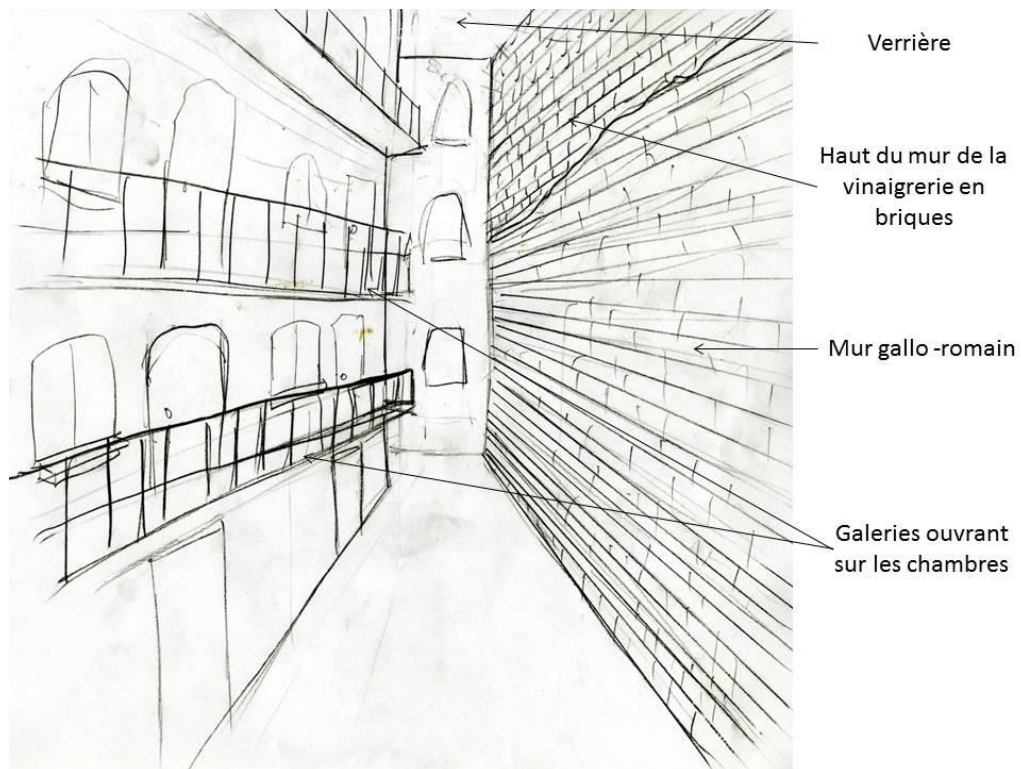 Verrière
Haut du mur de la
vinaigrerie en
briques
Mur gallo -romain
Galeries ouvrant
sur les chambres